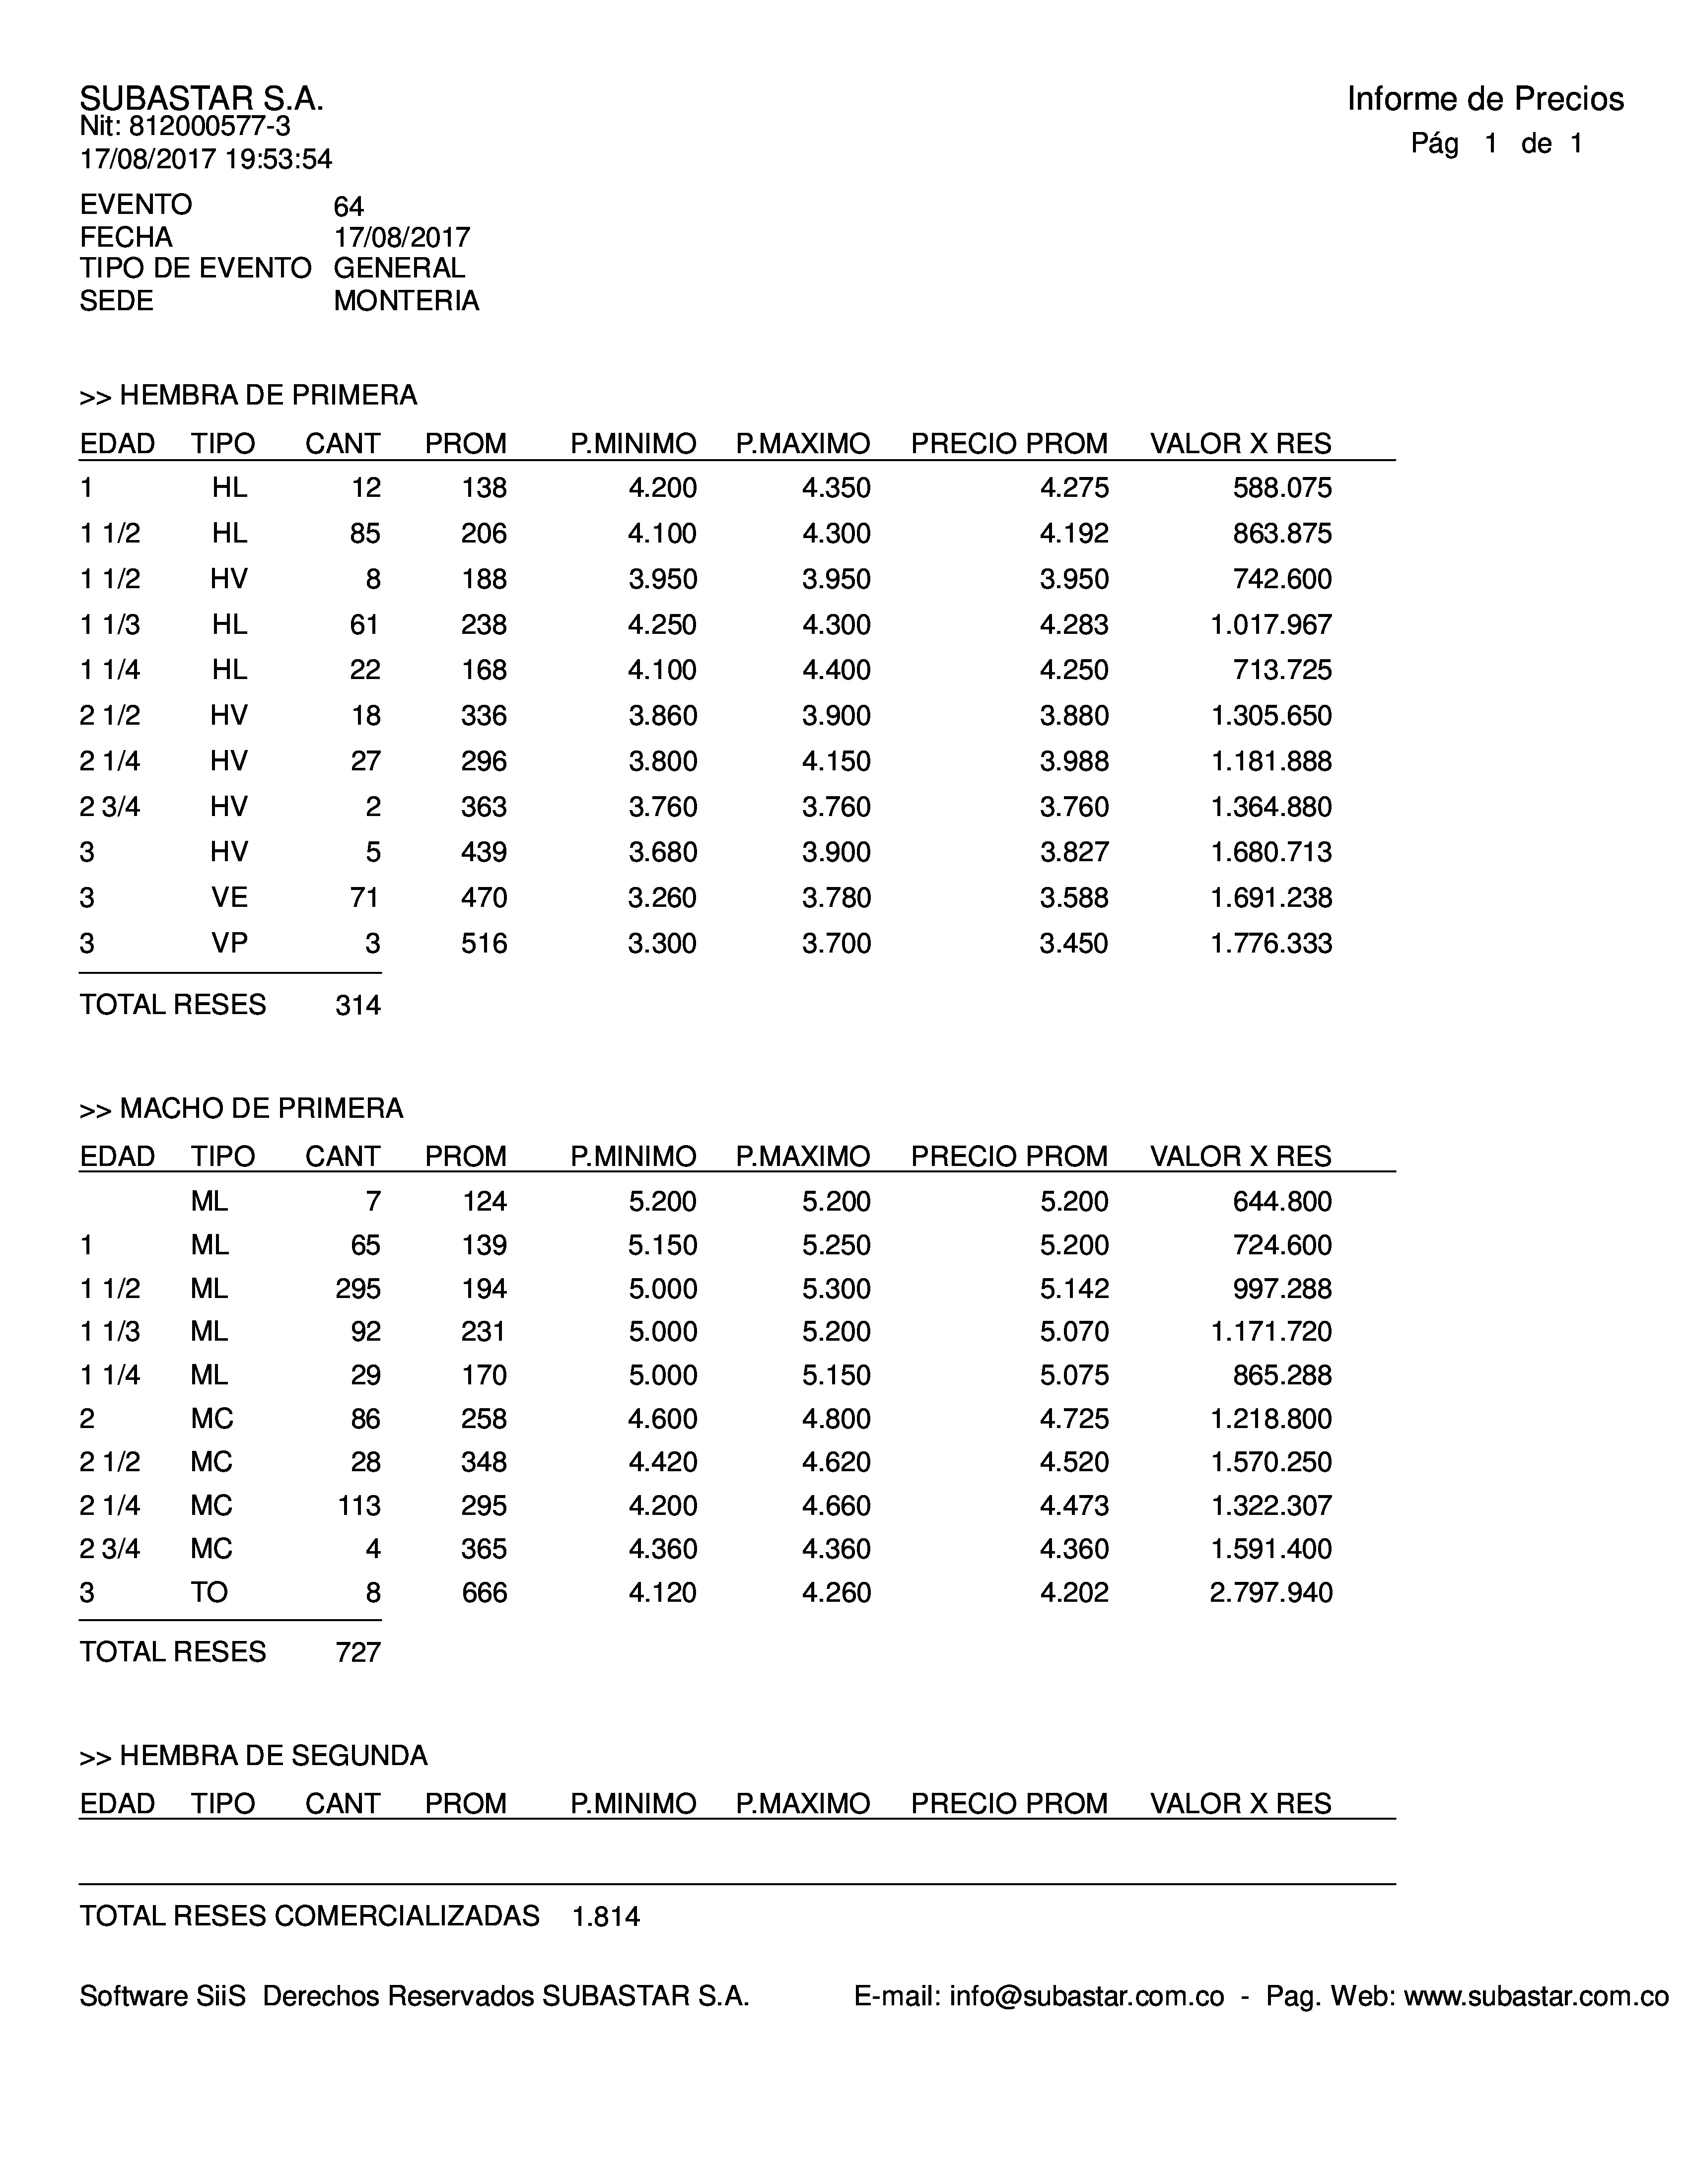 SUBASTAR S.A.
Nit: 812000577-3
17/08/2017 19:53:54
Informe de Precios
Pág 1 de 1
EVENTO 64
FECHA 17/08/2017
TIPO DE EVENTO GENERAL
SEDE MONTERIA
>> HEMBRA DE PRIMERA
EDAD TIPO CANT PROM P.MINIMO P.MAXIMO PRECIO PROM VALOR X RES
1 HL 12 138 4.200 4.350 4.275 588.075
1 1/2 HL 85 206 4.100 4.300 4.192 863.875
1 1/2 HV 8 188 3.950 3.950 3.950 742.600
1 1/3 HL 61 238 4.250 4.300 4.283 1.017.967
1 1/4 HL 22 168 4.100 4.400 4.250 713.725
2 1/2 HV 18 336 3.860 3.900 3.880 1.305.650
2 1/4 HV 27 296 3.800 4.150 3.988 1.181.888
2 3/4 HV 2 363 3.760 3.760 3.760 1.364.880
3 HV 5 439 3.680 3.900 3.827 1.680.713
3 VE 71 470 3.260 3.780 3.588 1.691.238
3 VP 3 516 3.300 3.700 3.450 1.776.333
TOTAL RESES 314
>> MACHO DE PRIMERA
EDAD TIPO CANT PROM P.MINIMO P.MAXIMO PRECIO PROM VALOR X RES
ML 7 124 5.200 5.200 5.200 644.800
1 ML 65 139 5.150 5.250 5.200 724.600
1 1/2 ML 295 194 5.000 5.300 5.142 997.288
1 1/3 ML 92 231 5.000 5.200 5.070 1.171.720
1 1/4 ML 29 170 5.000 5.150 5.075 865.288
2 MC 86 258 4.600 4.800 4.725 1.218.800
2 1/2 MC 28 348 4.420 4.620 4.520 1.570.250
2 1/4 MC 113 295 4.200 4.660 4.473 1.322.307
2 3/4 MC 4 365 4.360 4.360 4.360 1.591.400
3 TO 8 666 4.120 4.260 4.202 2.797.940
TOTAL RESES 727
>> HEMBRA DE SEGUNDA
EDAD TIPO CANT PROM P.MINIMO P.MAXIMO PRECIO PROM VALOR X RES
TOTAL RESES COMERCIALIZADAS 1.814
Software SiiS Derechos Reservados SUBASTAR S.A. E-mail: info@subastar.com.co - Pag. Web: www.subastar.com.co